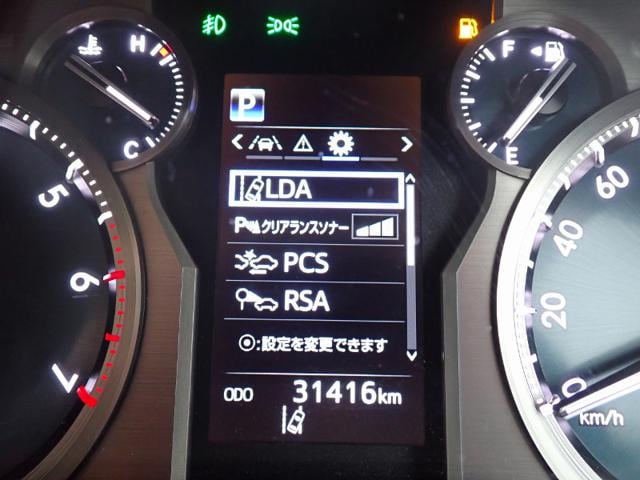 H
C
F
E
P
LDA
P クリアランスソナー
PCS
RSA
:設定を変更できます
ODO 31416km
5
6
7
60
40
20
0
km/h